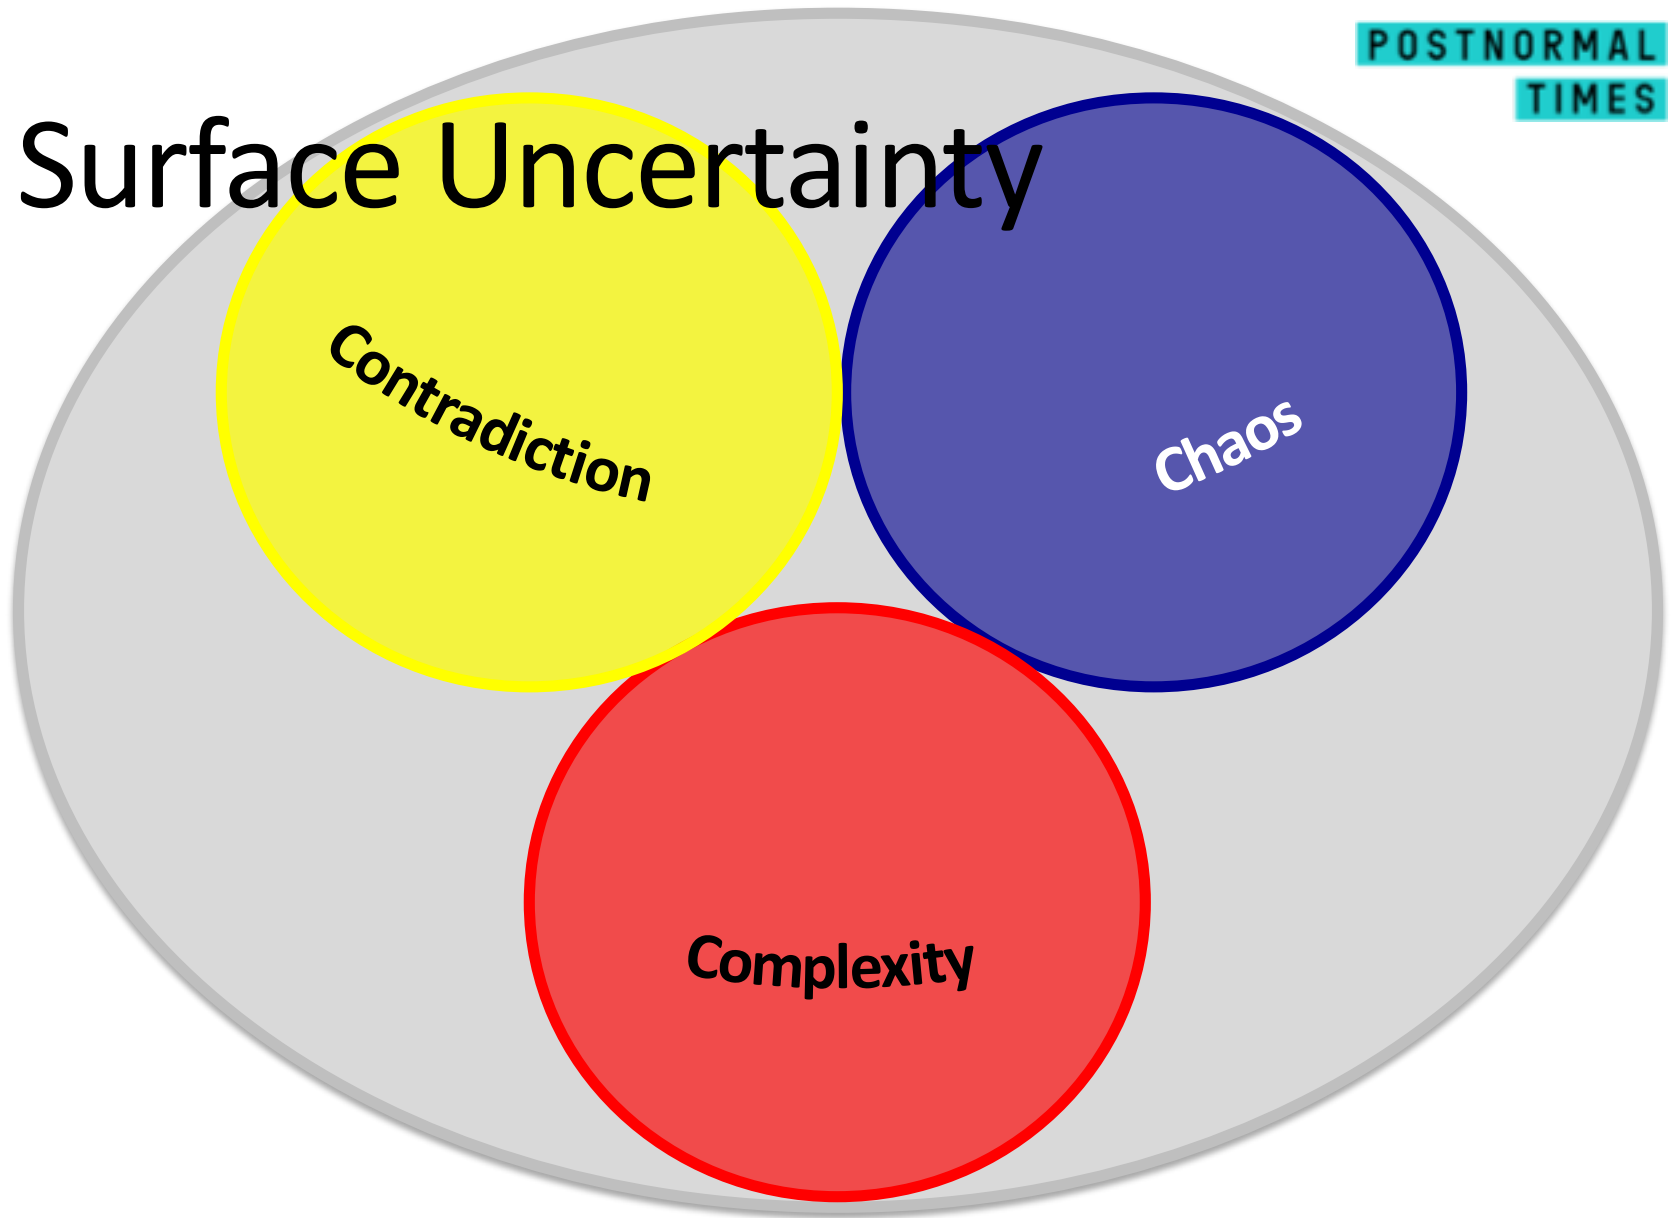 POSTNORMAL
TIMES
Surface Uncertainty
Contradiction
Chaos
Complexity